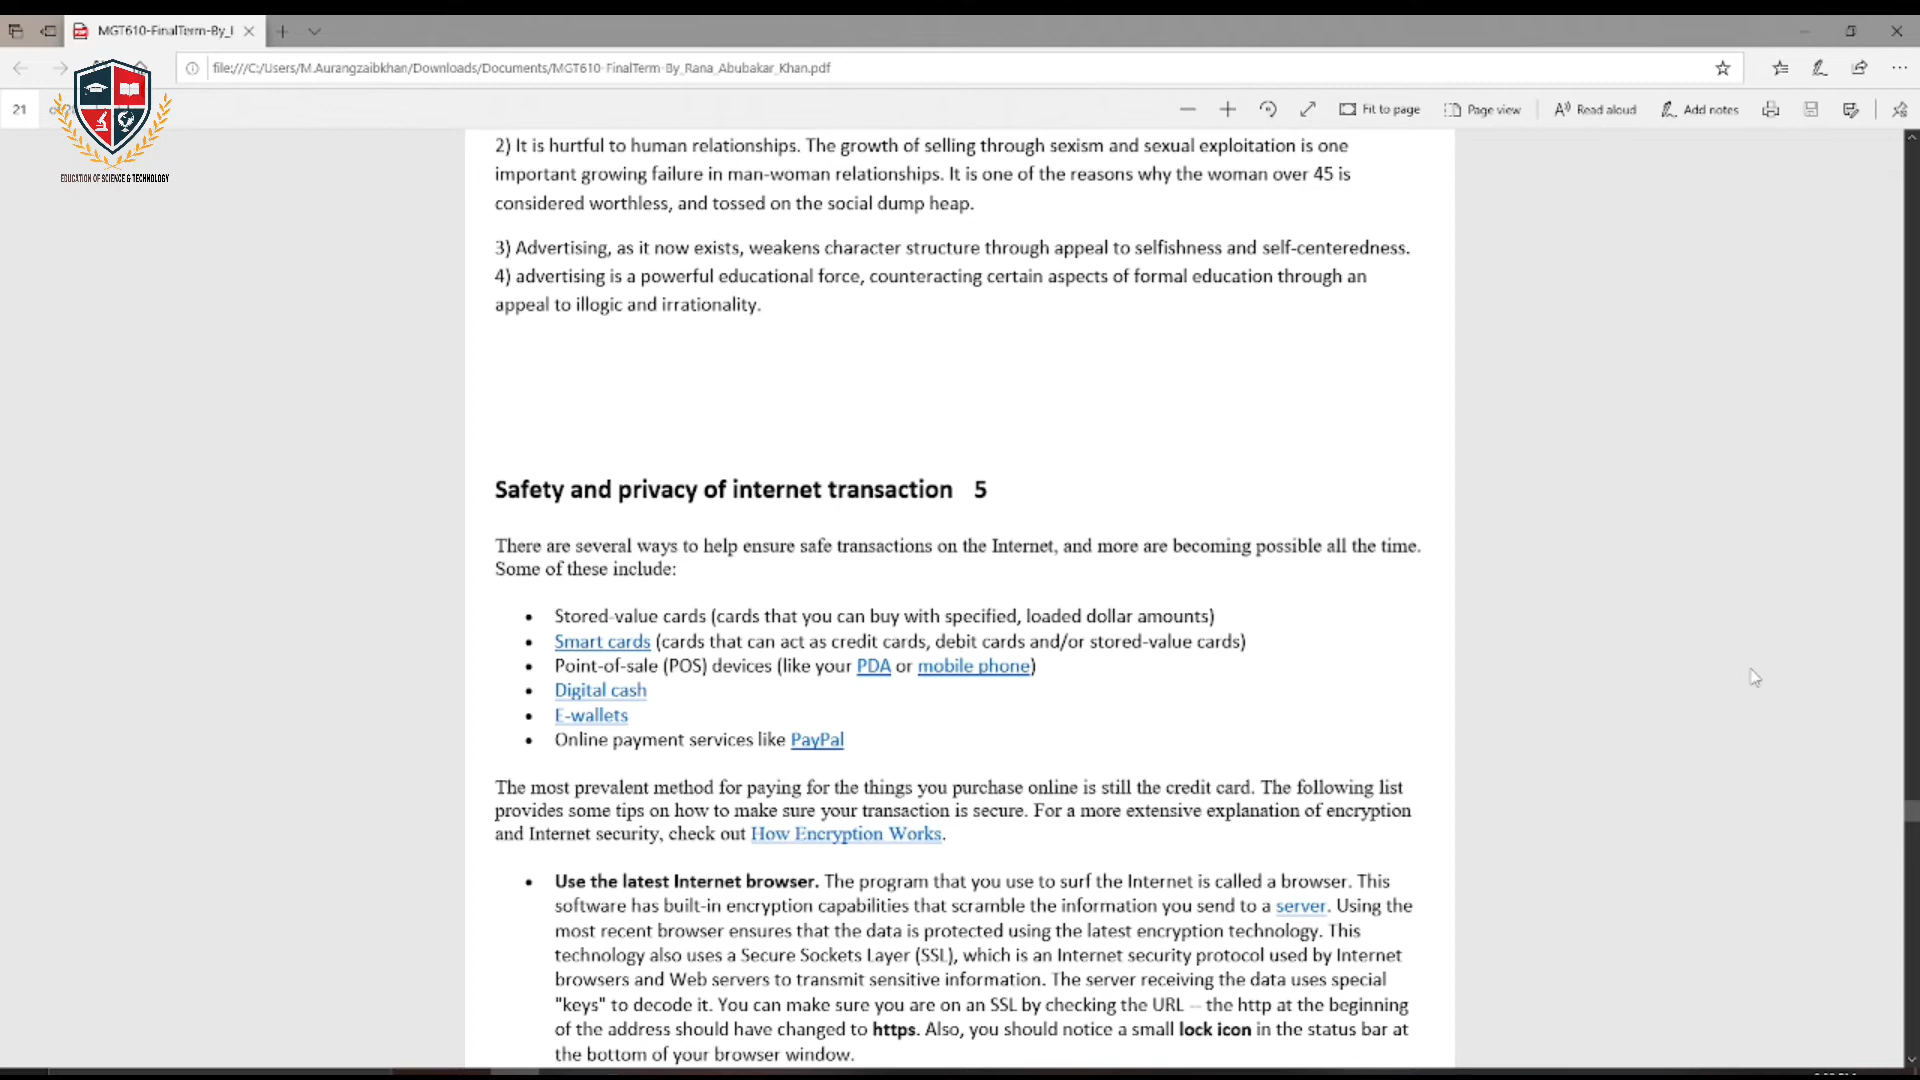 MGT610-FinalTerm-By_I
file:///C:/Users/M.Aurangzaibkhan/Downloads/Documents/MGT610-FinalTerm-By_Rana_Abubakar_Khan.pdf
21
Fit to page
Page view
Read aloud
Add notes
EDUCATION OF SCIENCE & TECHNOLOGY
2) It is hurtful to human relationships. The growth of selling through sexism and sexual exploitation is one
important growing failure in man-woman relationships. It is one of the reasons why the woman over 45 is
considered worthless, and tossed on the social dump heap.
3) Advertising, as it now exists, weakens character structure through appeal to selfishness and self-centeredness.
4) advertising is a powerful educational force, counteracting certain aspects of formal education through an
appeal to illogic and irrationality.
Safety and privacy of internet transaction 5
There are several ways to help ensure safe transactions on the Internet, and more are becoming possible all the time.
Some of these include:
• Stored-value cards (cards that you can buy with specified, loaded dollar amounts)
• Smart cards (cards that can act as credit cards, debit cards and/or stored-value cards)
• Point-of-sale (POS) devices (like your PDA or mobile phone)
• Digital cash
• E-wallets
• Online payment services like PayPal
The most prevalent method for paying for the things you purchase online is still the credit card. The following list
provides some tips on how to make sure your transaction is secure. For a more extensive explanation of encryption
and Internet security, check out How Encryption Works.
• Use the latest Internet browser. The program that you use to surf the Internet is called a browser. This
software has built-in encryption capabilities that scramble the information you send to a server. Using the
most recent browser ensures that the data is protected using the latest encryption technology. This
technology also uses a Secure Sockets Layer (SSL), which is an Internet security protocol used by Internet
browsers and Web servers to transmit sensitive information. The server receiving the data uses special
"keys" to decode it. You can make sure you are on an SSL by checking the URL -- the http at the beginning
of the address should have changed to https. Also, you should notice a small lock icon in the status bar at
the bottom of your browser window.